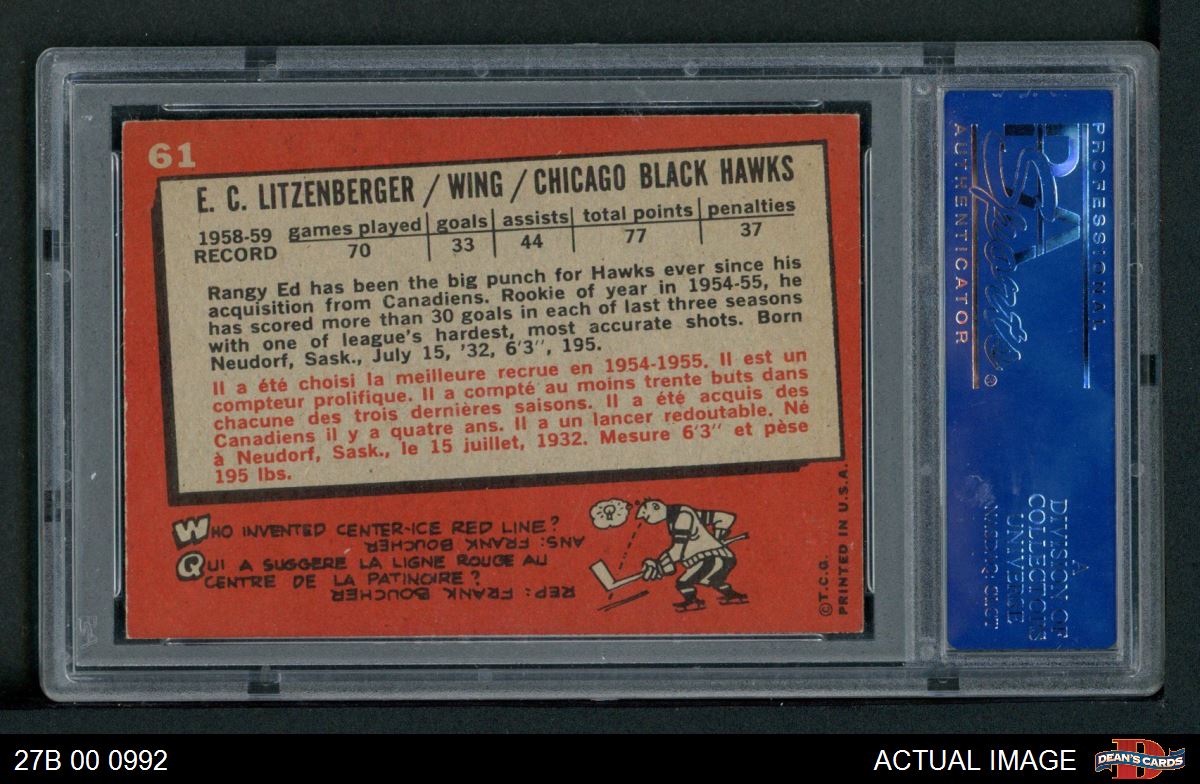 61
E. C. LITZENBERGER / WING / CHICAGO BLACK HAWKS
1958-59 RECORD games played goals assists total points penalties
70 33 44 77 37
Rangy Ed has been the big punch for Hawks ever since his
acquisition from Canadiens. Rookie of year in 1954-55, he
has scored more than 30 goals in each of last three seasons
with one of league's hardest, most accurate shots. Born
Neudorf, Sask., July 15, '32, 6'3", 195.
Il a été choisi la meilleure recrue en 1954-1955. Il est un
compteur prolifique. Il a compté au moins trente buts dans
chacune des trois dernières saisons. Il a été acquis des
Canadiens il y a quatre ans. Il a un lancer redoutable. Né
à Neudorf, Sask., le 15 juillet, 1932. Mesure 6'3" et pèse
195 lbs.
WHO INVENTED CENTER-ICE RED LINE?
ANS: FRANK BOUCHER
QUI A SUGGERE LA LIGNE ROUGE AU
CENTRE DE LA PATINOIRE?
REP: FRANK BOUCHER
©T.C.G.
PRINTED IN U.S.A.
PROFESSIONAL
PSA
Sports®
AUTHENTICATOR
A
DIVISION OF
COLLECTORS
UNIVERSE
NASDAQ: CLCT
27B 00 0992
ACTUAL IMAGE
D
DEAN'S CARDS